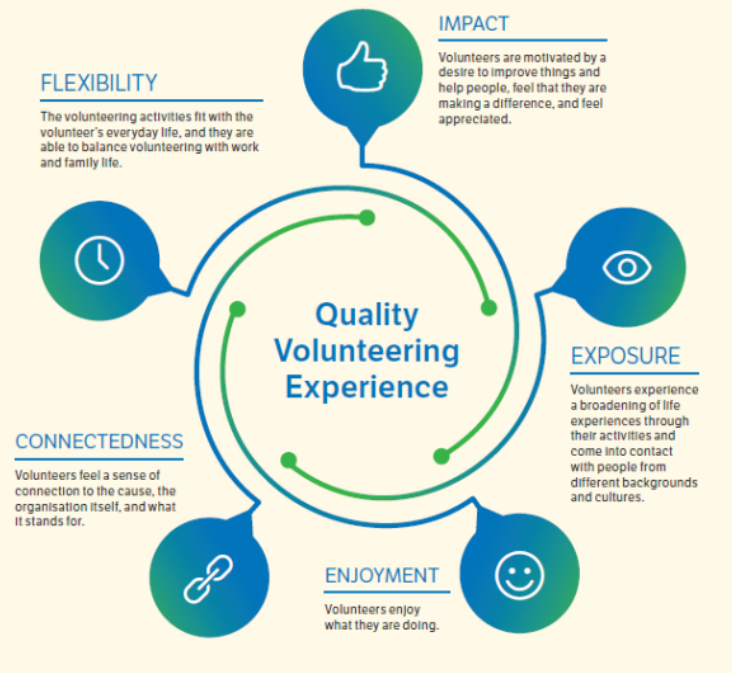 IMPACT
Volunteers are motivated by a
desire to improve things and
help people, feel that they are
making a difference, and feel
appreciated.
FLEXIBILITY
The volunteering activities fit with the
volunteer's everyday life, and they are
able to balance volunteering with work
and family life.
Quality
Volunteering
Experience
EXPOSURE
Volunteers experience
a broadening of life
experiences through
their activities and
come into contact
with people from
different backgrounds
and cultures.
CONNECTEDNESS
Volunteers feel a sense of
connection to the cause, the
organisation itself, and what
it stands for.
ENJOYMENT
Volunteers enjoy
what they are doing.